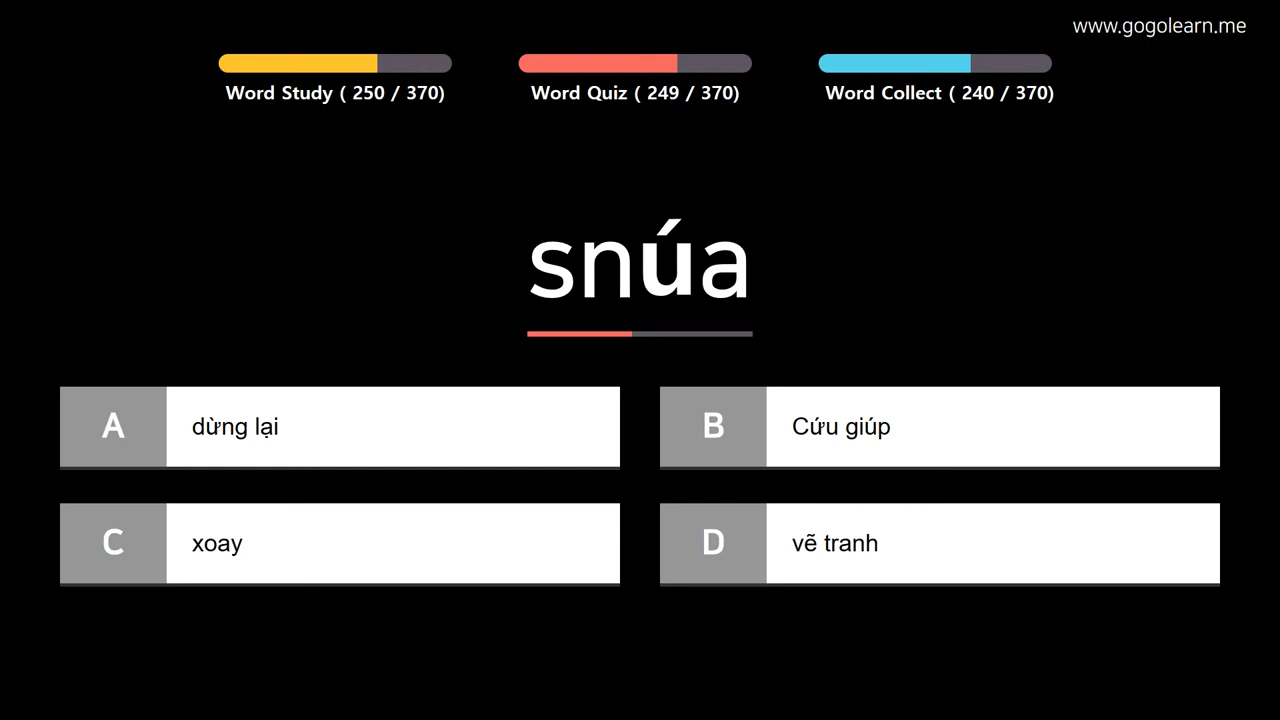 www.gogolearn.me
Word Study ( 250 / 370)
Word Quiz ( 249 / 370)
Word Collect ( 240 / 370)
snúa
A dừng lại
B Cứu giúp
C xoay
D vẽ tranh